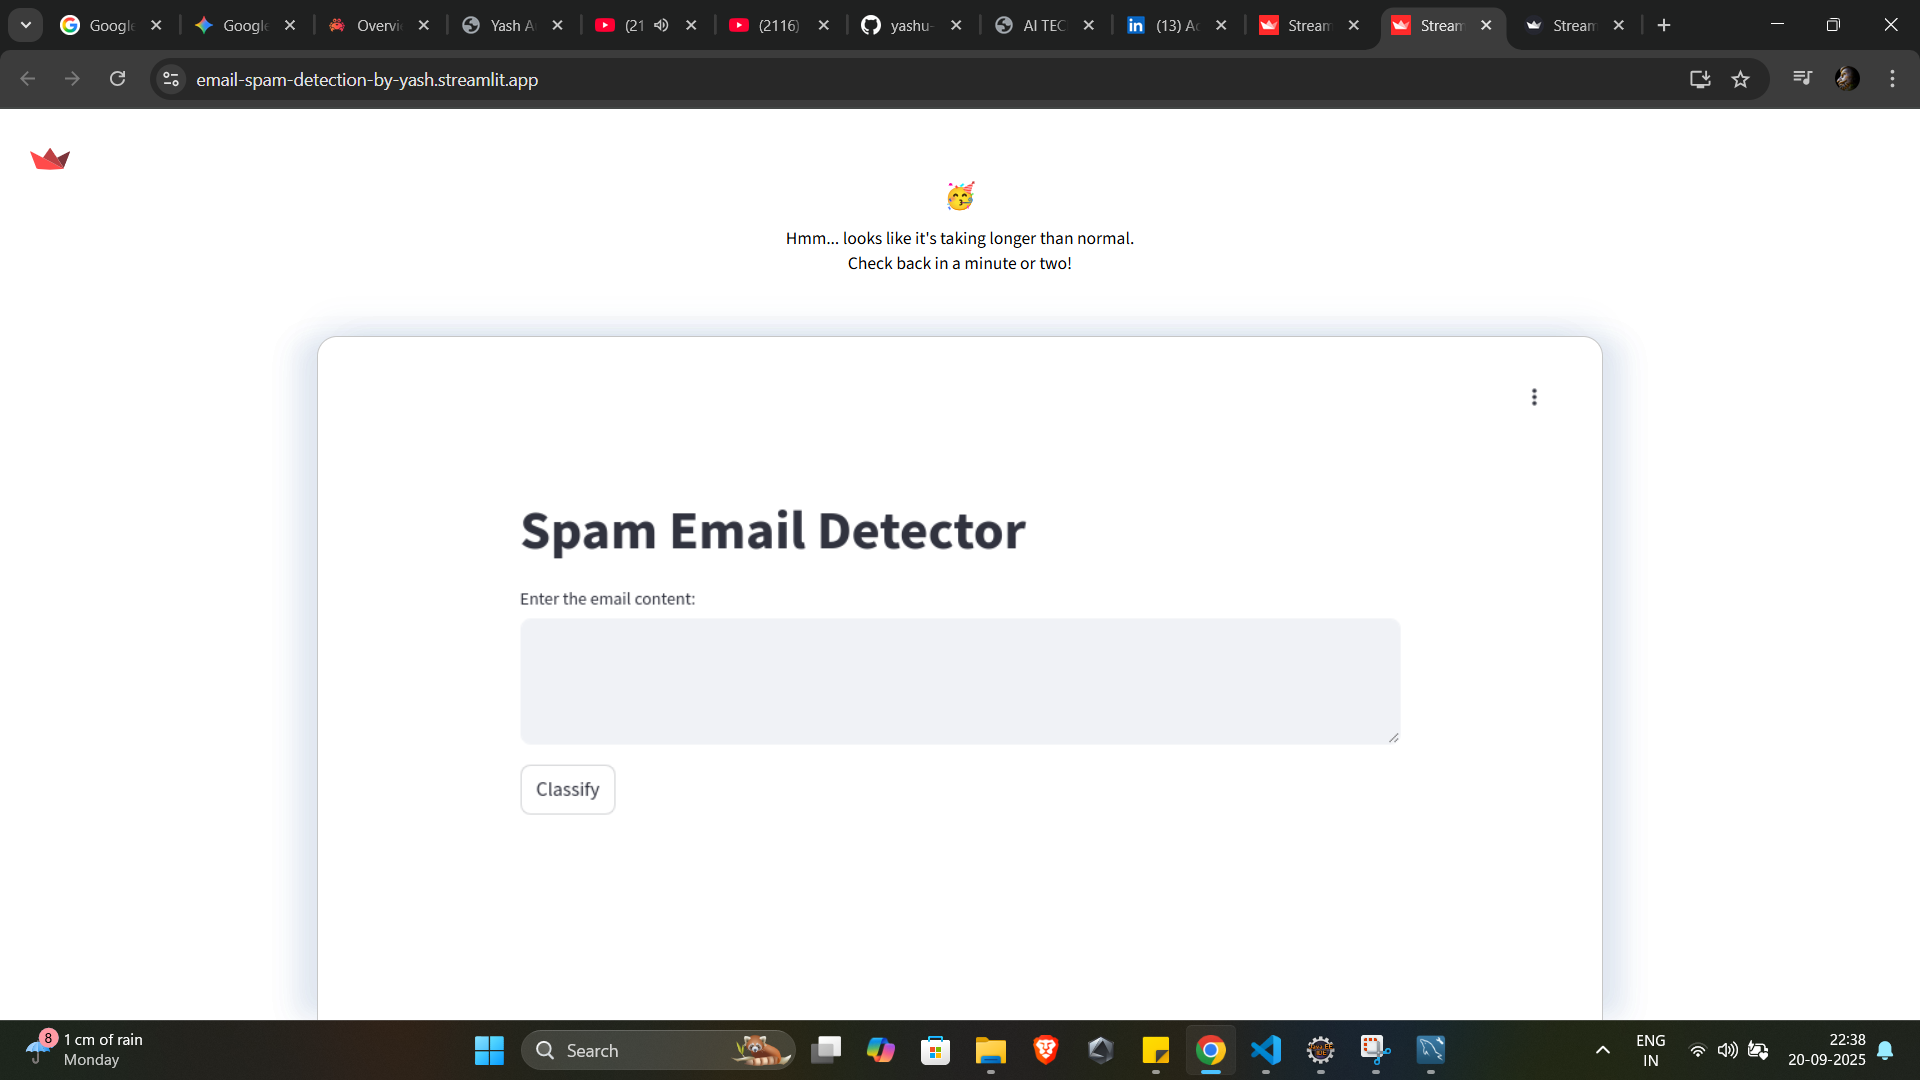 Google
Google
Overvi
Yash A
(21
(2116)
yashu-
AI TEC
(13) Ac
Stream
Stream
Stream
email-spam-detection-by-yash.streamlit.app
Hmm... looks like it's taking longer than normal.
Check back in a minute or two!
Spam Email Detector
Enter the email content:
Classify
8
1 cm of rain
Monday
Search
ENG
IN
22:38
20-09-2025